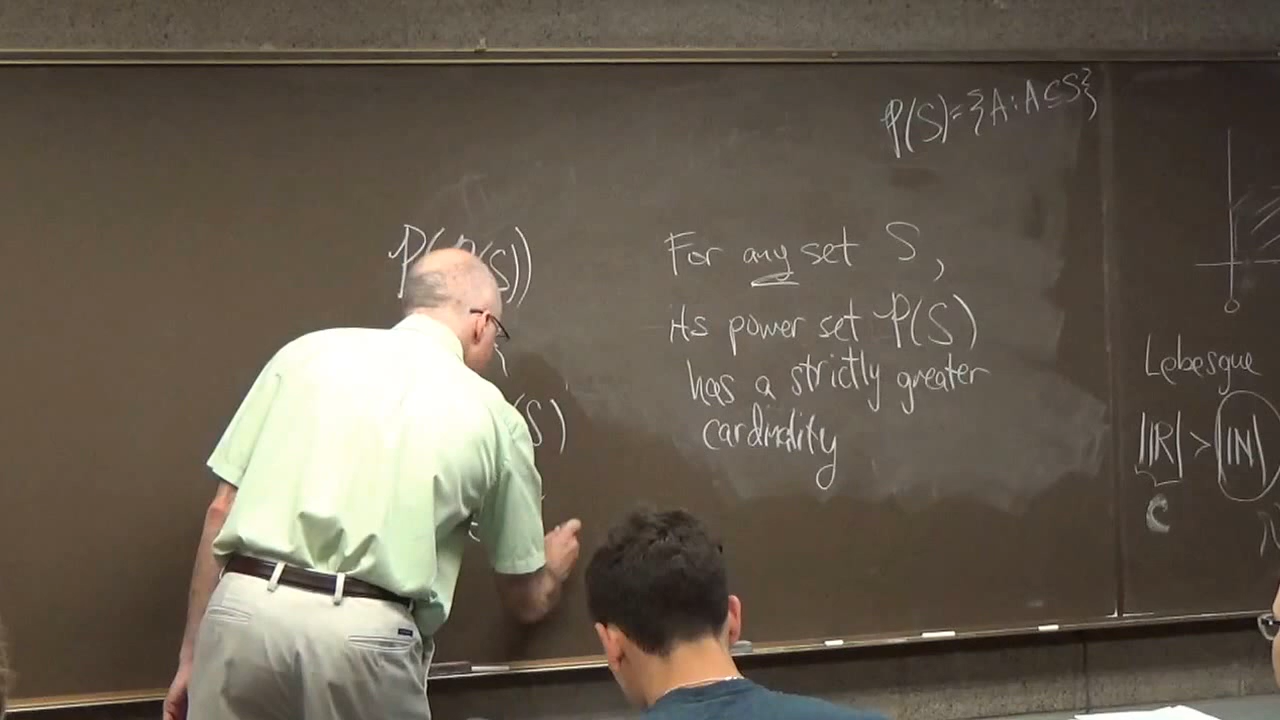 P(S)={A:A⊆S}
P(P(S))
(S)
For any set S,
its power set P(S)
has a strictly greater
cardinality
Lebesgue
|ℝ|>|ℕ|
c